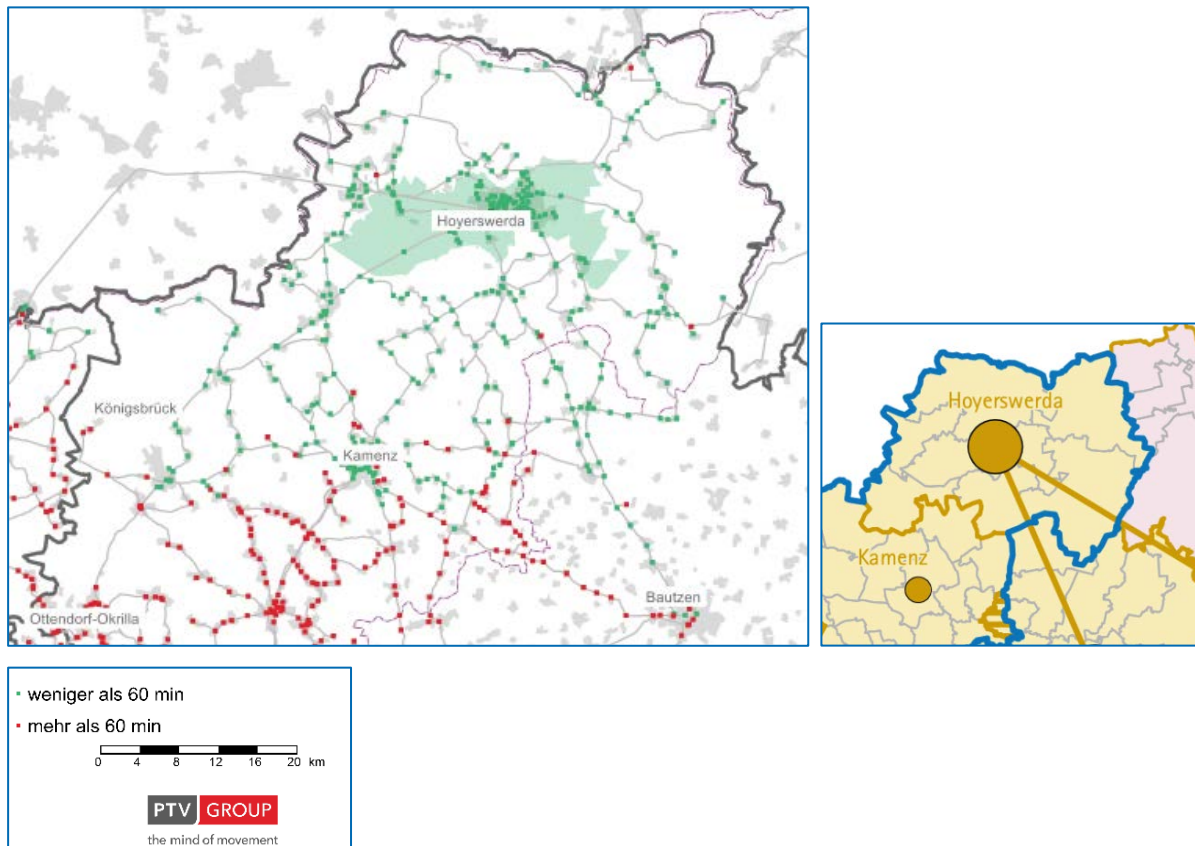 Hoyerswerda
Königsbrück
Kamenz
Bautzen
Ottendorf-Okrilla
Hoyerswerda
Kamenz
weniger als 60 min
mehr als 60 min
0 4 8 12 16 20 km
PTV GROUP
the mind of movement